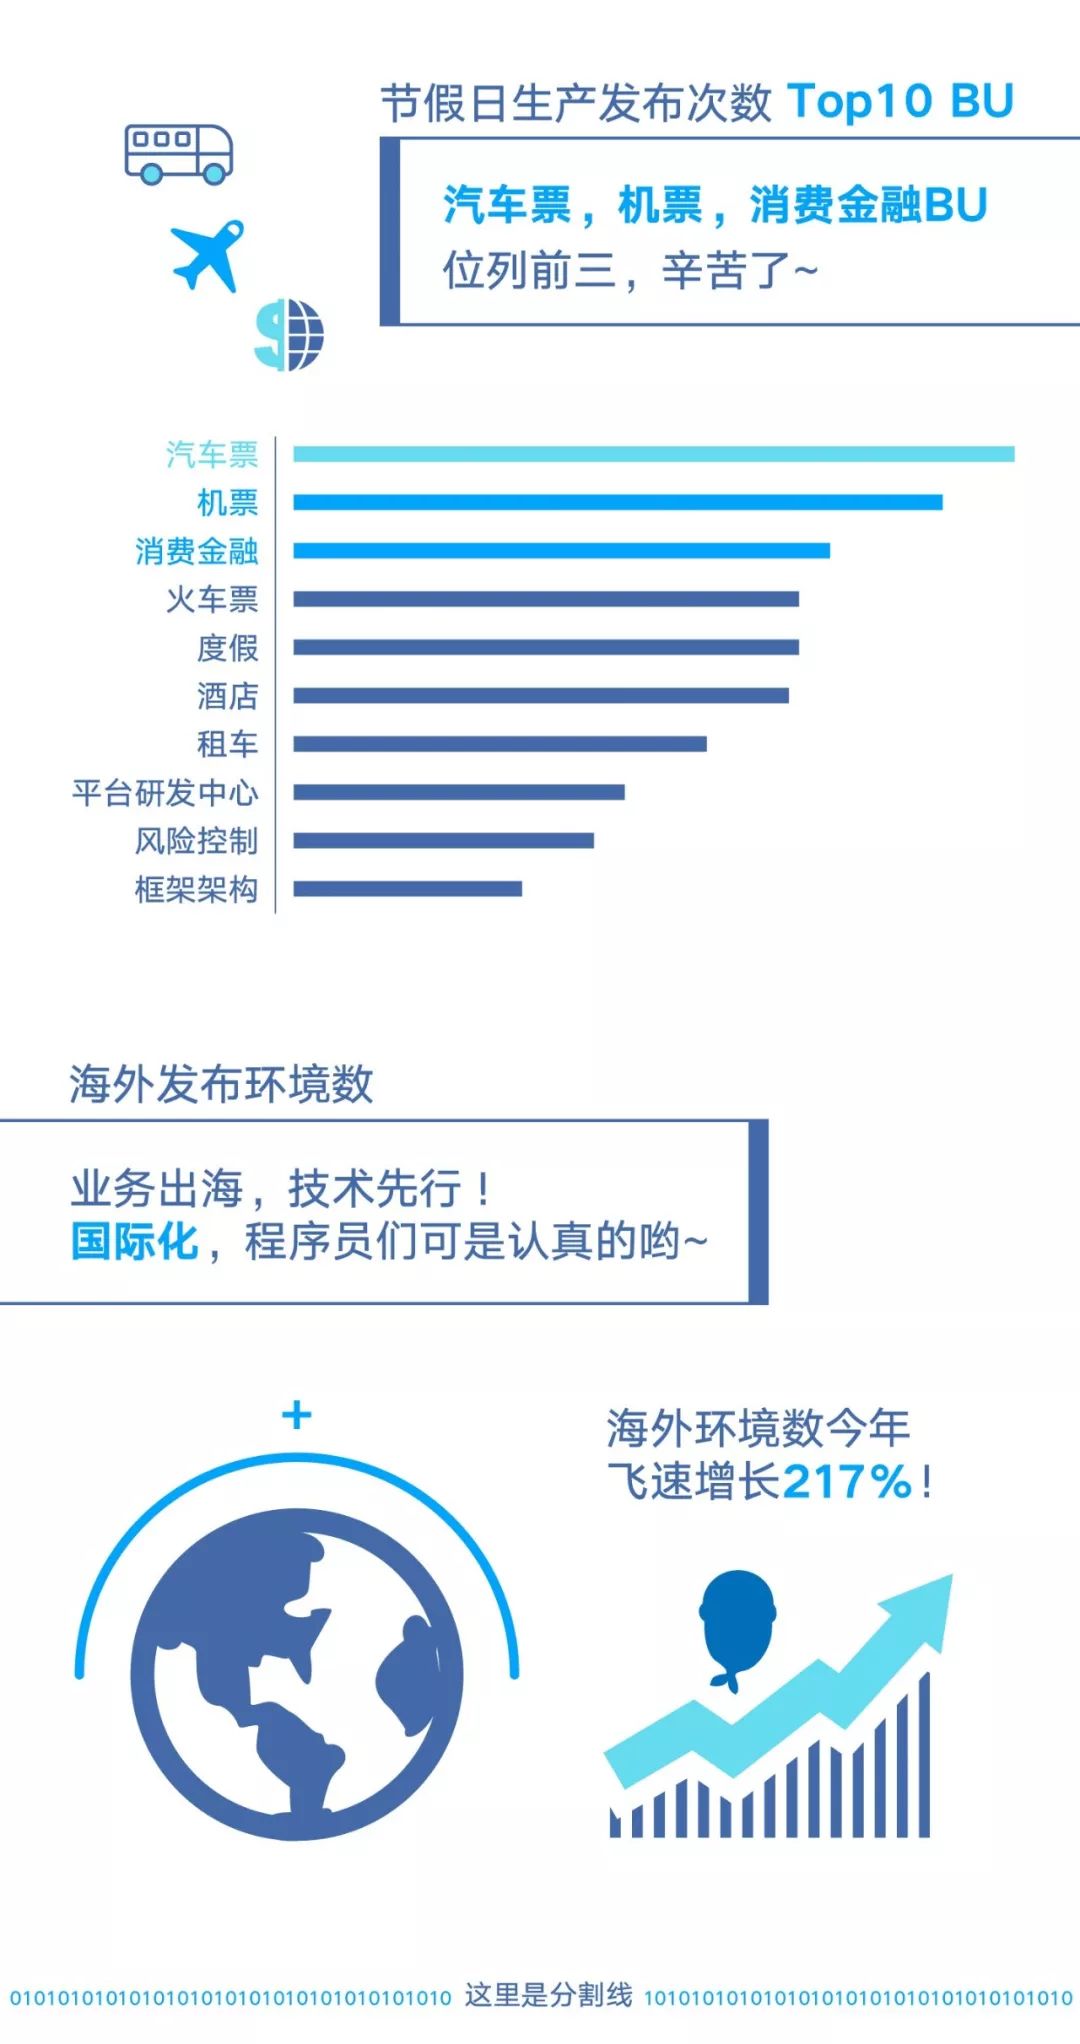 节假日生产发布次数 Top10 BU
汽车票，机票，消费金融BU
位列前三，辛苦了~
汽车票
机票
消费金融
火车票
度假
酒店
租车
平台研发中心
风险控制
框架架构
海外发布环境数
业务出海，技术先行！
国际化，程序员们可是认真的哟~
海外环境数今年
飞速增长217%！
0101010101010101010101010101010101010 这里是分割线 101010101010101010101010101010101010